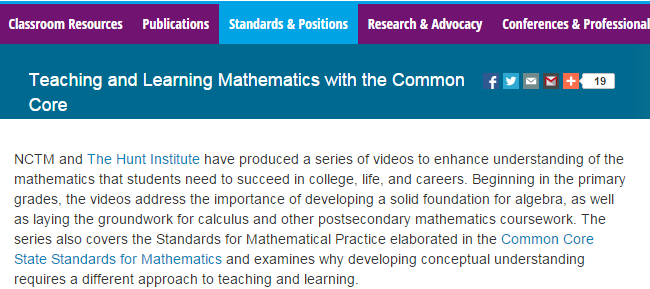 Classroom Resources Publications Standards & Positions Research & Advocacy Conferences & Professional
Teaching and Learning Mathematics with the Common
Core
19
NCTM and The Hunt Institute have produced a series of videos to enhance understanding of the
mathematics that students need to succeed in college, life, and careers. Beginning in the primary
grades, the videos address the importance of developing a solid foundation for algebra, as well
as laying the groundwork for calculus and other postsecondary mathematics coursework. The
series also covers the Standards for Mathematical Practice elaborated in the Common Core
State Standards for Mathematics and examines why developing conceptual understanding
requires a different approach to teaching and learning.